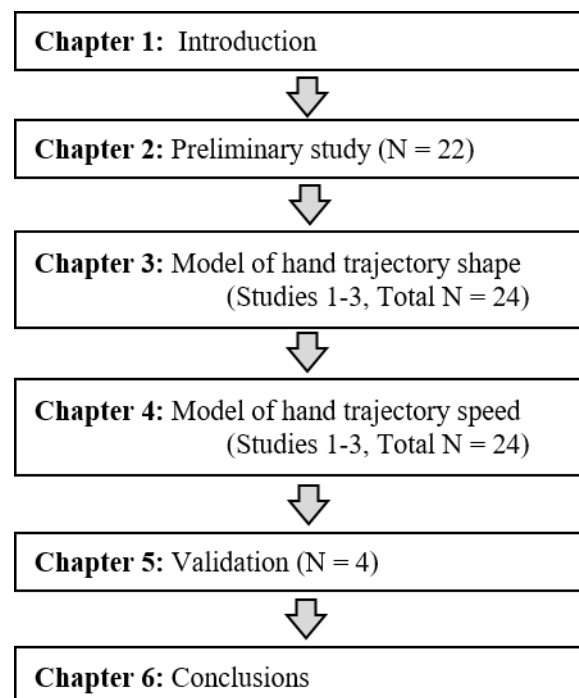 Chapter 1: Introduction
Chapter 2: Preliminary study (N = 22)
Chapter 3: Model of hand trajectory shape
(Studies 1-3, Total N = 24)
Chapter 4: Model of hand trajectory speed
(Studies 1-3, Total N = 24)
Chapter 5: Validation (N = 4)
Chapter 6: Conclusions